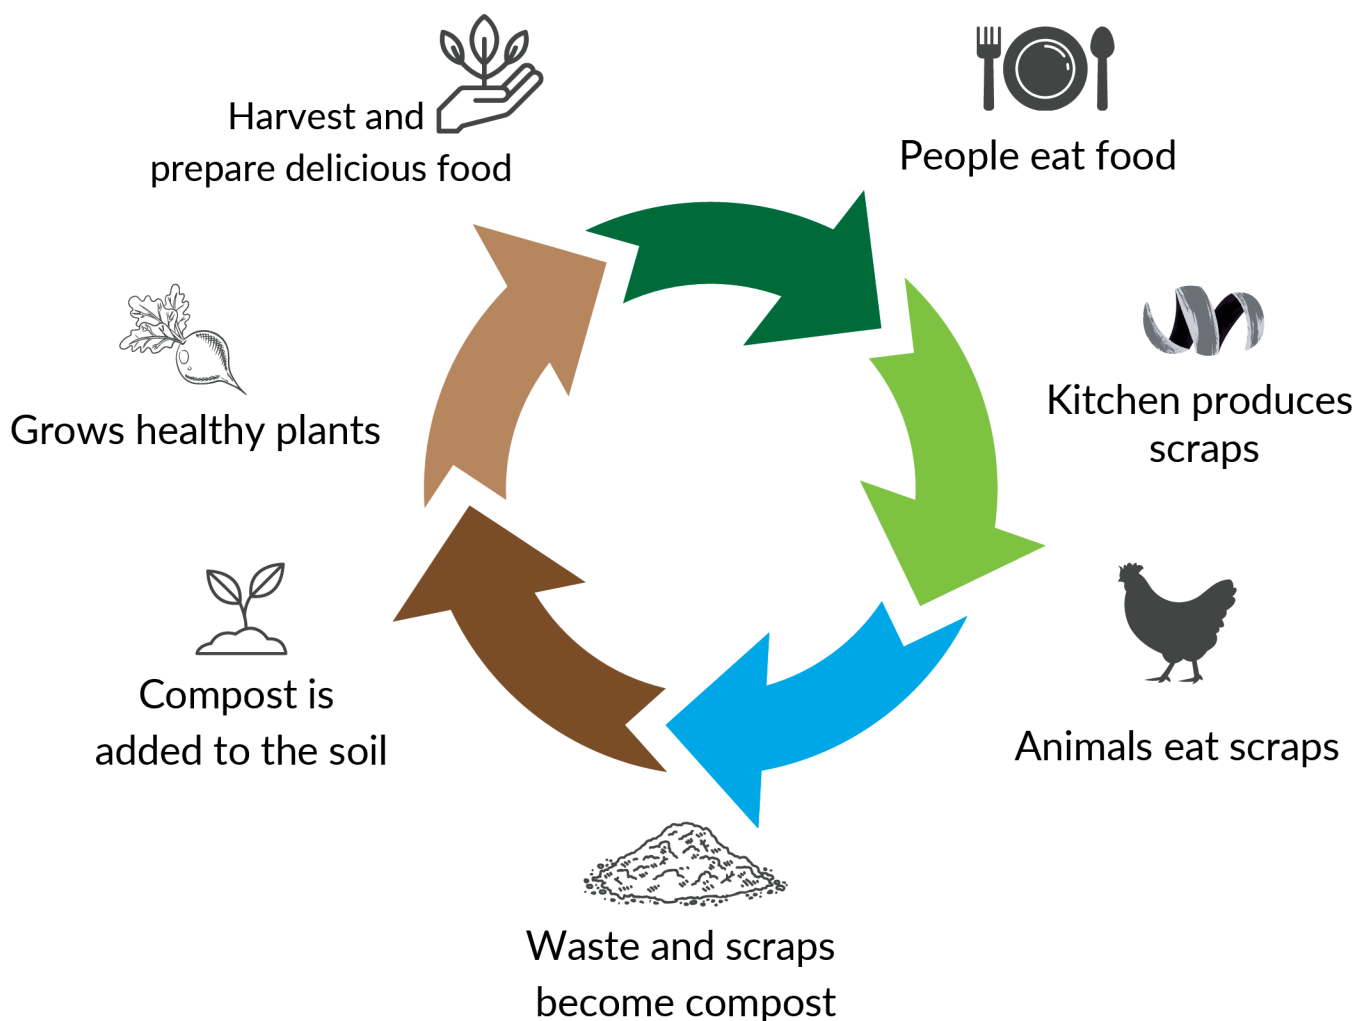 Harvest and
prepare delicious food
People eat food
Kitchen produces
scraps
Animals eat scraps
Waste and scraps
become compost
Compost is
added to the soil
Grows healthy plants